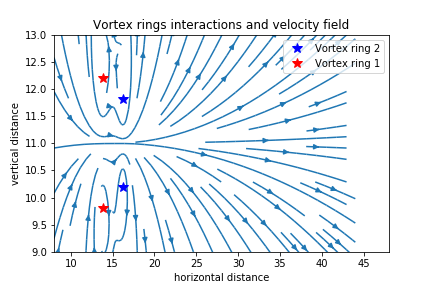 Vortex rings interactions and velocity field
Vortex ring 2
Vortex ring 1
vertical distance
13.0
12.5
12.0
11.5
11.0
10.5
10.0
9.5
9.0
10 15 20 25 30 35 40 45
horizontal distance